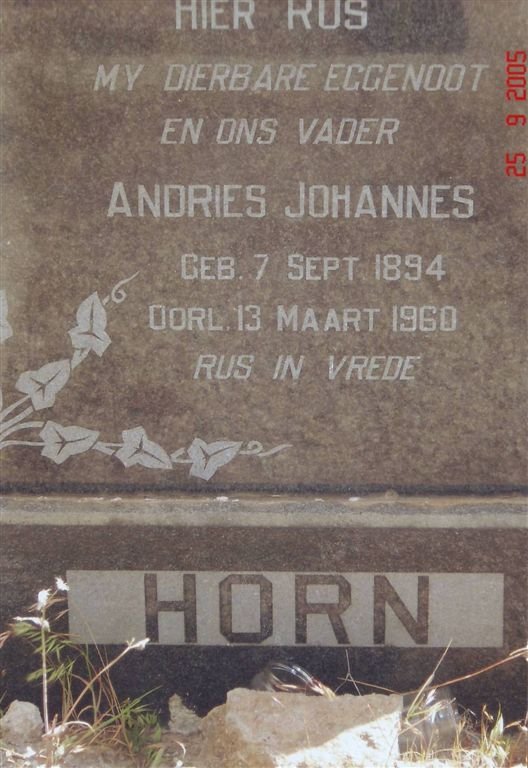 HIER RUS
MY DIERBARE EGGENOOT
EN ONS VADER
ANDRIES JOHANNES
GEB. 7 SEPT 1894
OORL. 13 MAART 1960
RUS IN VREDE
HORN
25 9 2005